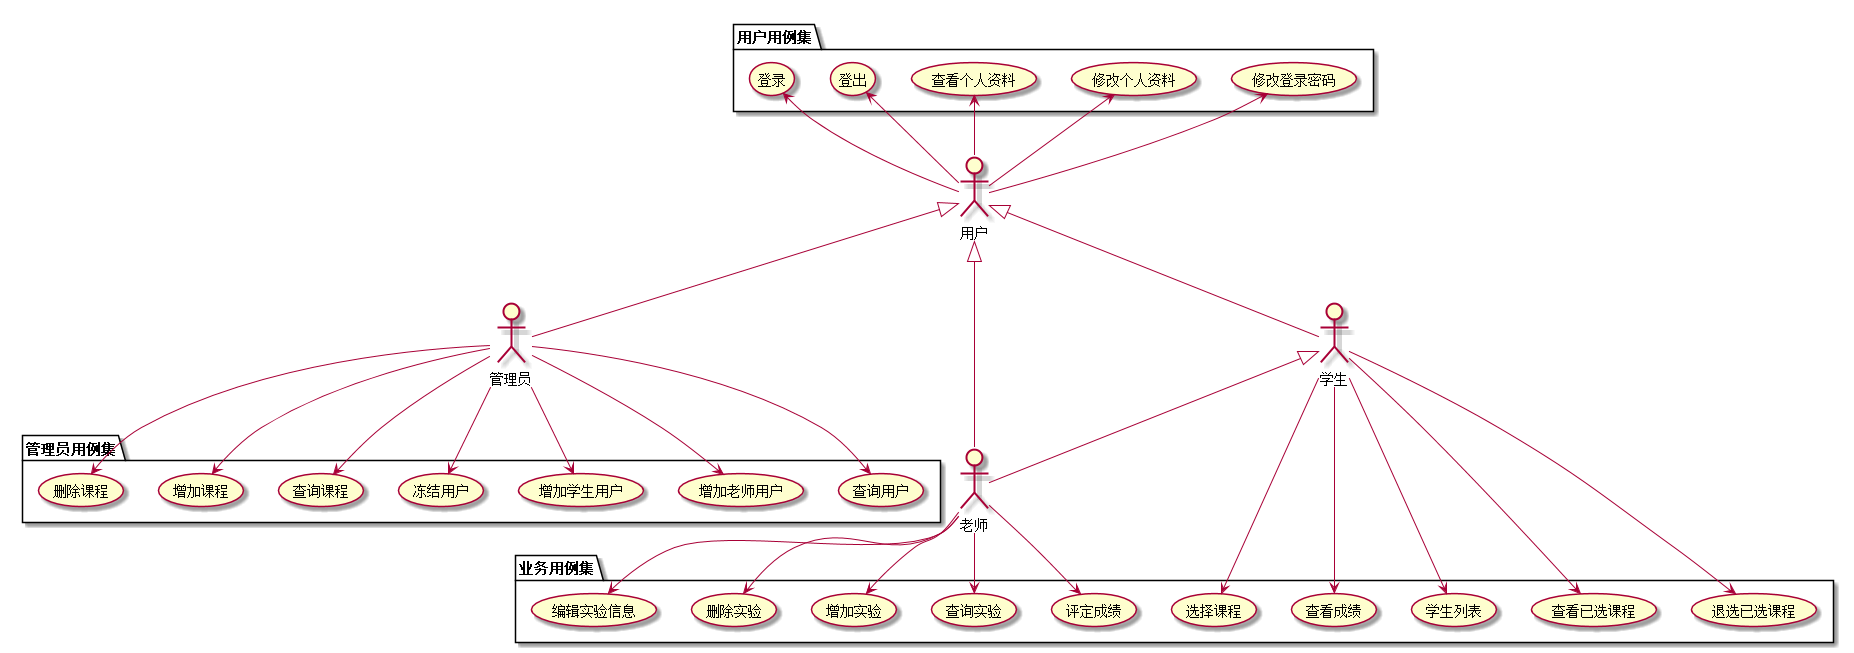 用户用例集
登录
登出
查看个人资料
修改个人资料
修改登录密码
用户
管理员
学生
管理员用例集
删除课程
增加课程
查询课程
冻结用户
增加学生用户
增加老师用户
查询用户
老师
业务用例集
编辑实验信息
删除实验
增加实验
查询实验
评定成绩
选择课程
查看成绩
学生列表
查看已选课程
退选已选课程